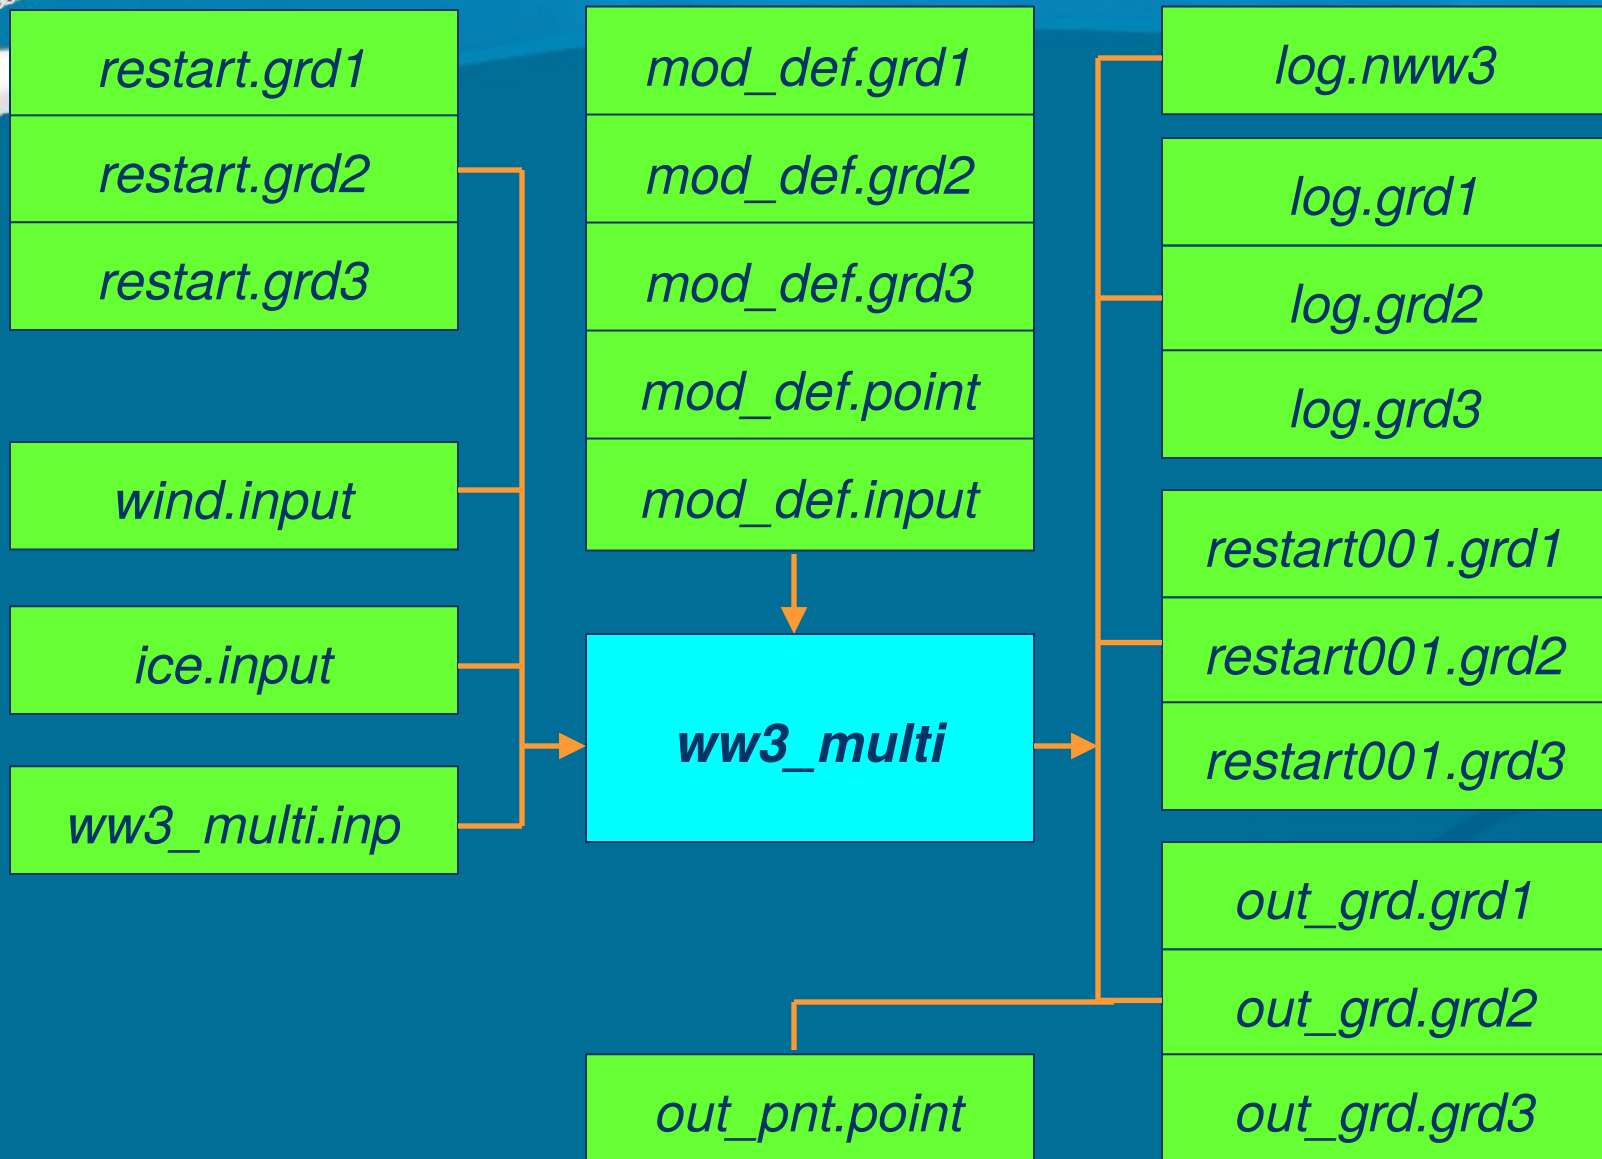 restart.grd1
restart.grd2
restart.grd3
wind.input
ice.input
ww3_multi.inp
mod_def.grd1
mod_def.grd2
mod_def.grd3
mod_def.point
mod_def.input
ww3_multi
out_pnt.point
log.nww3
log.grd1
log.grd2
log.grd3
restart001.grd1
restart001.grd2
restart001.grd3
out_grd.grd1
out_grd.grd2
out_grd.grd3